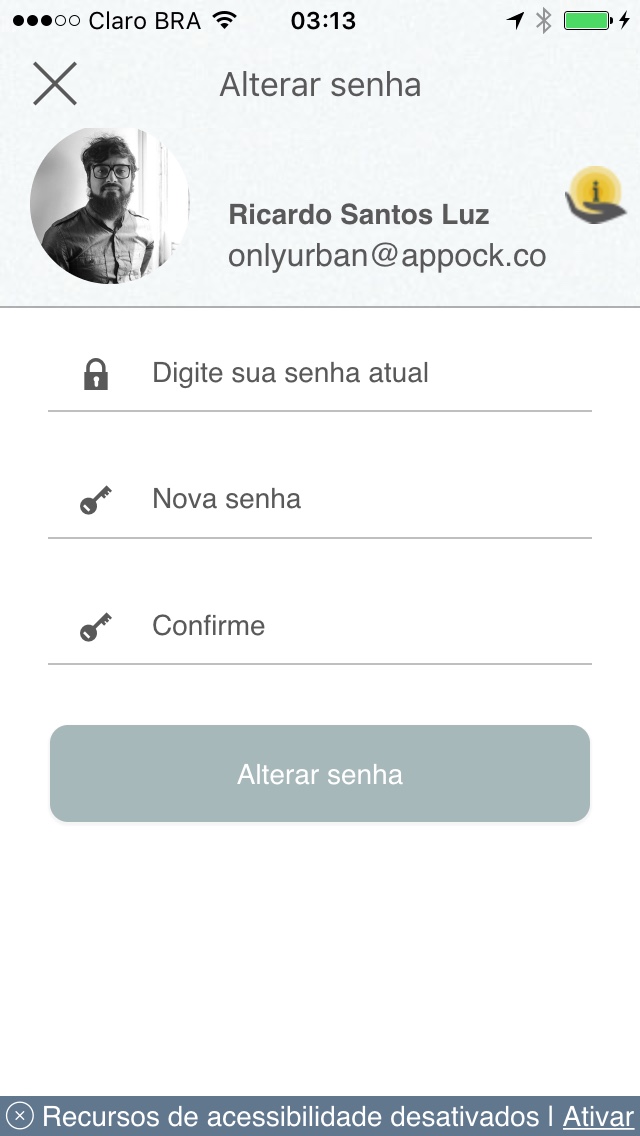 Claro BRA 03:13
Alterar senha
i
Ricardo Santos Luz
onlyurban@appock.co
Digite sua senha atual
Nova senha
Confirme
Alterar senha
Recursos de acessibilidade desativados | Ativar